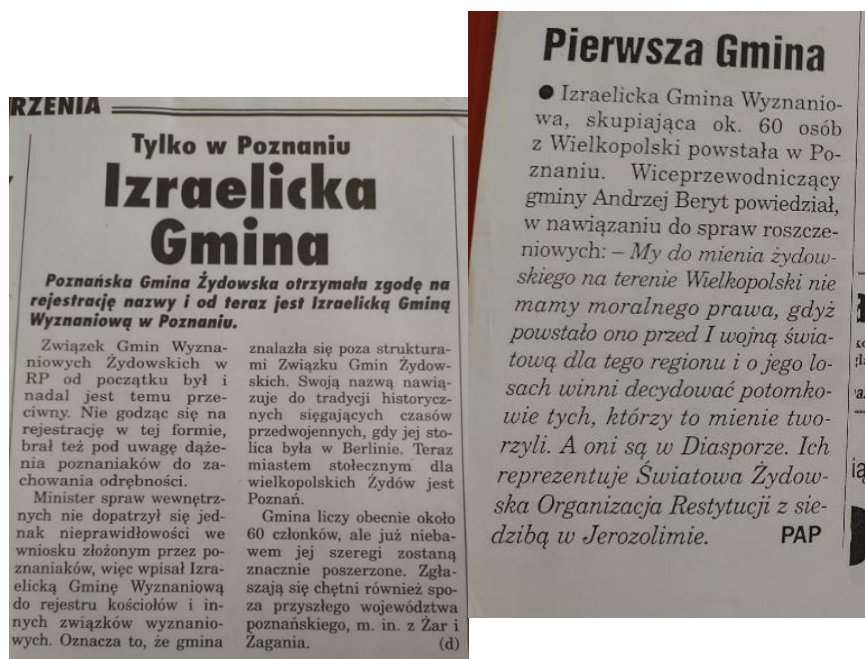 RZENIA
Tylko w Poznaniu
Izraelicka
Gmina
Poznańska Gmina Żydowska otrzymała zgodę na
rejestrację nazwy i od teraz jest Izraelicką Gminą
Wyznaniową w Poznaniu.
Związek Gmin Wyzna-
niowych Żydowskich w
RP od początku był i
nadal jest temu prze-
ciwny. Nie godząc się na
rejestrację w tej formie,
brał też pod uwagę dąże-
nia poznaniaków do za-
chowania odrębności.
Minister spraw wewnętrz-
nych nie dopatrzył się jed-
nak nieprawidłowości we
wniosku złożonym przez po-
znaniaków, więc wpisał Izra-
elicką Gminę Wyznaniową
do rejestru kościołów i in-
nych związków wyznanio-
wych. Oznacza to, że gmina
znalazła się poza struktura-
mi Związku Gmin Żydow-
skich. Swoją nazwą nawią-
zuje do tradycji historycz-
nych sięgających czasów
przedwojennych, gdy jej sto-
lica była w Berlinie. Teraz
miastem stołecznym dla
wielkopolskich Żydów jest
Poznań.
Gmina liczy obecnie około
60 członków, ale już nieba-
wem jej szeregi zostaną
znacznie poszerzone. Zgła-
szają się chętni również spo-
za przyszłego województwa
poznańskiego, m. in. z Żar i
Żagania. (d)
Pierwsza Gmina
● Izraelicka Gmina Wyznanio-
wa, skupiająca ok. 60 osób
z Wielkopolski powstała w Po-
znaniu. Wiceprzewodniczący
gminy Andrzej Beryt powiedział,
w nawiązaniu do spraw roszcze-
niowych: – My do mienia żydow-
skiego na terenie Wielkopolski nie
mamy moralnego prawa, gdyż
powstało ono przed I wojną świa-
tową dla tego regionu i o jego lo-
sach winni decydować potomko-
wie tych, którzy to mienie two-
rzyli. A oni są w Diasporze. Ich
reprezentuje Światowa Żydow-
ska Organizacja Restytucji z sie-
dzibą w Jerozolimie. PAP